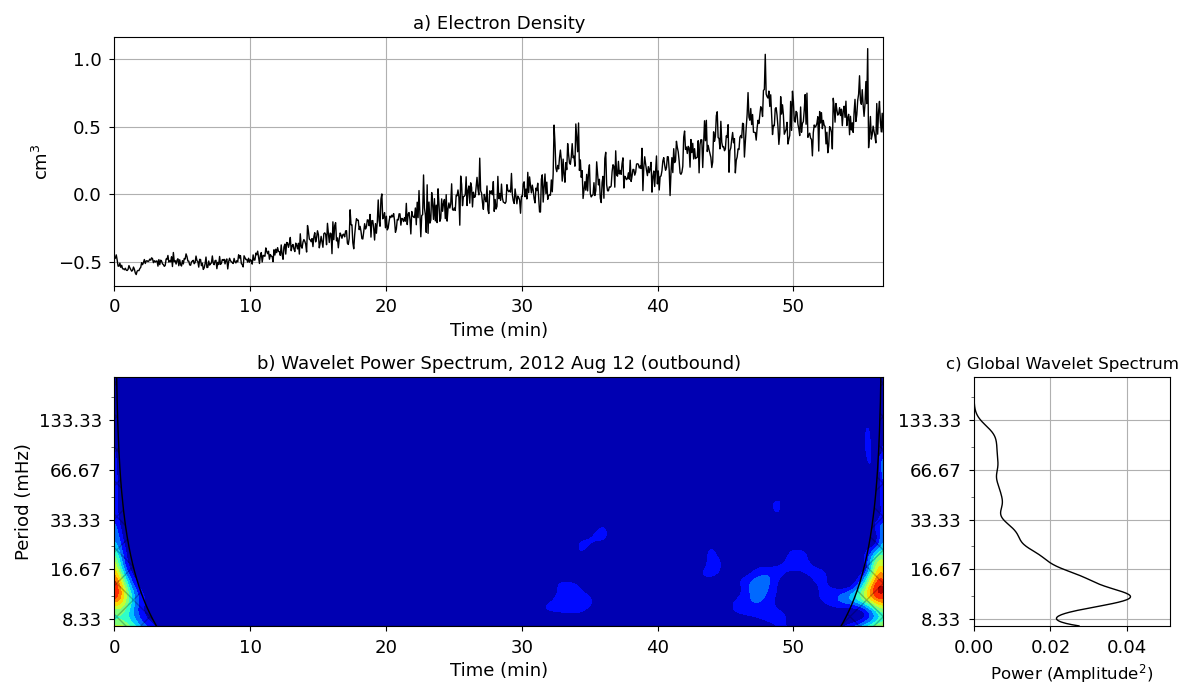 a) Electron Density
1.0
0.5
0.0
−0.5
cm³
0 10 20 30 40 50
Time (min)
b) Wavelet Power Spectrum, 2012 Aug 12 (outbound)
133.33
66.67
33.33
16.67
8.33
Period (mHz)
0 10 20 30 40 50
Time (min)
c) Global Wavelet Spectrum
133.33
66.67
33.33
16.67
8.33
0.00 0.02 0.04
Power (Amplitude²)